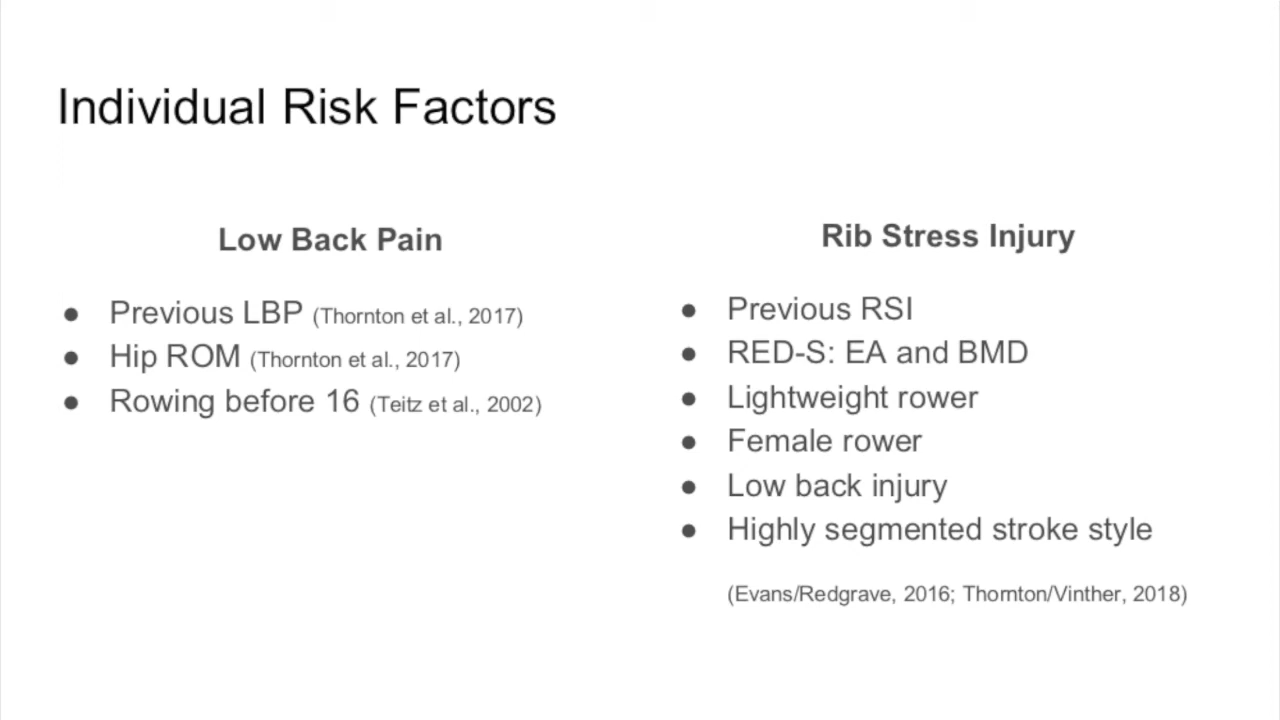 Individual Risk Factors
Low Back Pain
● Previous LBP (Thornton et al., 2017)
● Hip ROM (Thornton et al., 2017)
● Rowing before 16 (Teitz et al., 2002)
Rib Stress Injury
● Previous RSI
● RED-S: EA and BMD
● Lightweight rower
● Female rower
● Low back injury
● Highly segmented stroke style
(Evans/Redgrave, 2016; Thornton/Vinther, 2018)